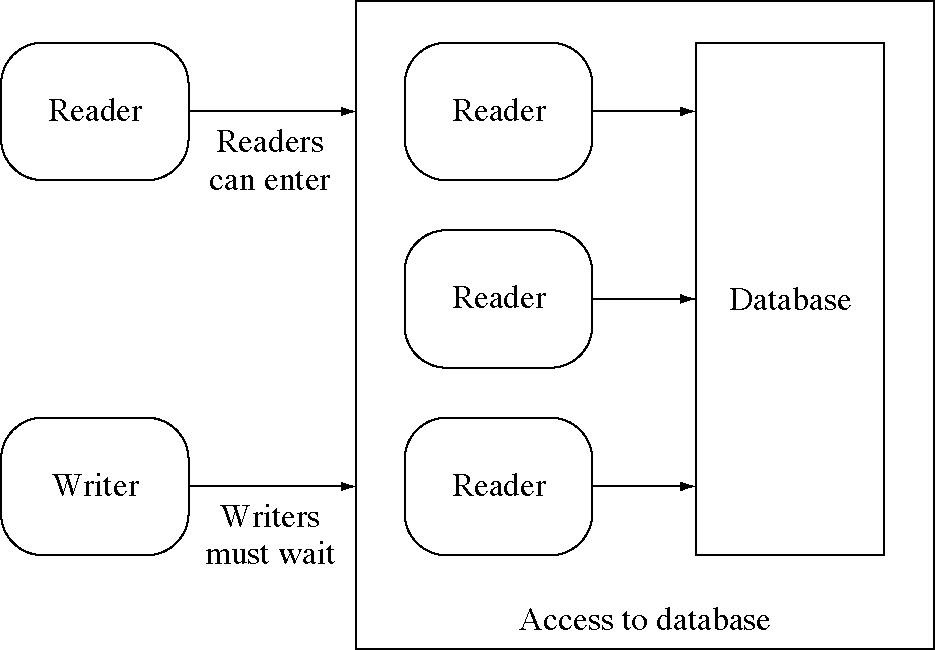 Reader
Readers
can enter
Writer
Writers
must wait
Reader
Reader
Reader
Database
Access to database